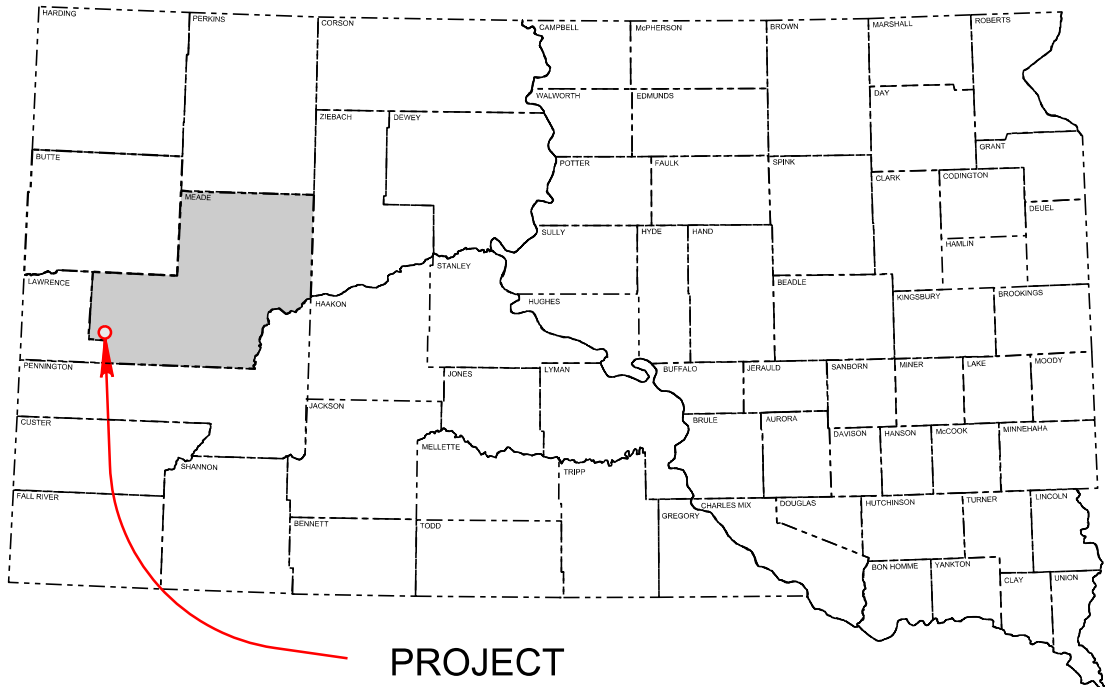 HARDING
PERKINS
CORSON
CAMPBELL
McPHERSON
BROWN
MARSHALL
ROBERTS
WALWORTH
EDMUNDS
DAY
ZIEBACH
DEWEY
GRANT
BUTTE
POTTER
FAULK
SPINK
CLARK
CODINGTON
MEADE
DEUEL
SULLY
HYDE
HAND
HAMLIN
STANLEY
LAWRENCE
BEADLE
HAAKON
HUGHES
KINGSBURY
BROOKINGS
PENNINGTON
JONES
LYMAN
BUFFALO
JERAULD
SANBORN
MINER
LAKE
MOODY
JACKSON
CUSTER
BRULE
AURORA
DAVISON
HANSON
McCOOK
MINNEHAHA
MELLETTE
SHANNON
TRIPP
FALL RIVER
GREGORY
CHARLES MIX
DOUGLAS
HUTCHINSON
TURNER
LINCOLN
BENNETT
TODD
BON HOMME
YANKTON
CLAY
UNION
PROJECT